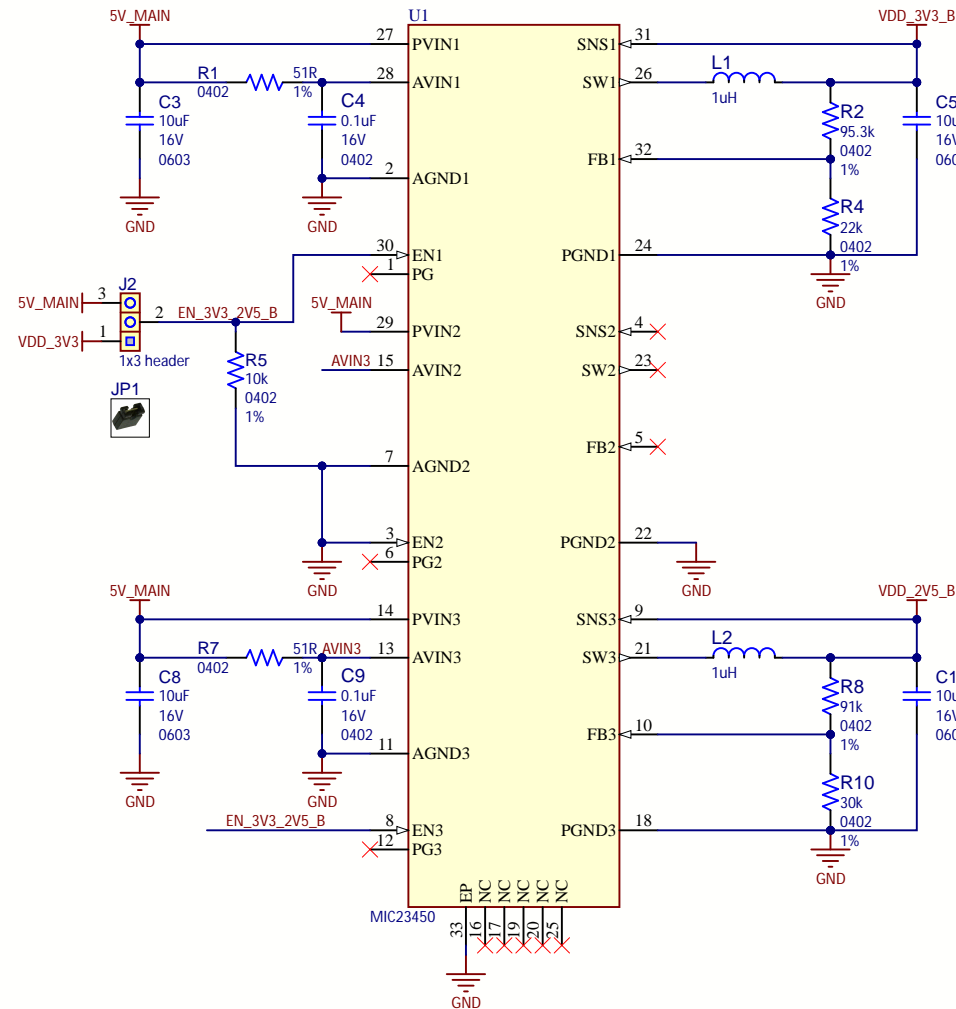 U1
5V_MAIN
VDD_3V3_B
27 PVIN1
SNS1 31
R1
0402
51R
1%
28 AVIN1
SW1 26
L1
1uH
C3
10uF
16V
0603
C4
0.1uF
16V
0402
R2
95.3k
0402
1%
C5
10u
16V
060
FB1 32
2 AGND1
GND
GND
R4
22k
0402
1%
30 EN1
1 PG
PGND1 24
GND
J2
5V_MAIN 3
2 EN_3V3_2V5_B
VDD_3V3 1
1x3 header
JP1
5V_MAIN
29 PVIN2
SNS2 4
AVIN3 15 AVIN2
SW2 23
R5
10k
0402
1%
FB2 5
7 AGND2
3 EN2
6 PG2
PGND2 22
GND
GND
5V_MAIN
VDD_2V5_B
14 PVIN3
SNS3 9
R7
0402
51R
1%
AVIN3
13 AVIN3
SW3 21
L2
1uH
C8
10uF
16V
0603
C9
0.1uF
16V
0402
R8
91k
0402
1%
C1
10u
16V
060
FB3 10
11 AGND3
GND
GND
R10
30k
0402
1%
EN_3V3_2V5_B 8 EN3
12 PG3
PGND3 18
GND
EP NC NC NC NC NC
MIC23450
33 16 17 19 20 25
GND